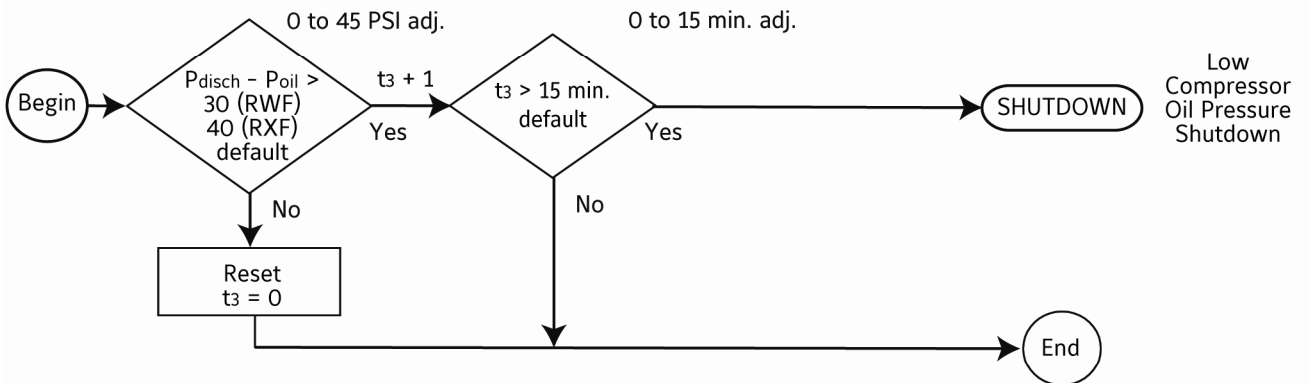 0 to 45 PSI adj.
0 to 15 min. adj.
Begin
Pdisch – Poil >
30 (RWF)
40 (RXF)
default
t3 + 1
Yes
t3 > 15 min.
default
Yes
SHUTDOWN
Low
Compressor
Oil Pressure
Shutdown
No
No
Reset
t3 = 0
End